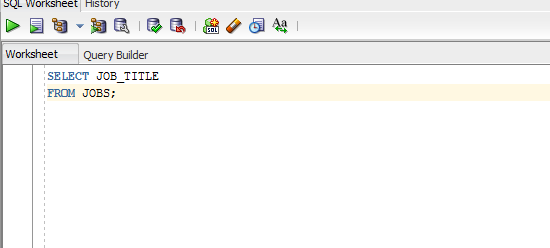 SQL Worksheet History
Worksheet Query Builder
SELECT JOB_TITLE
FROM JOBS;